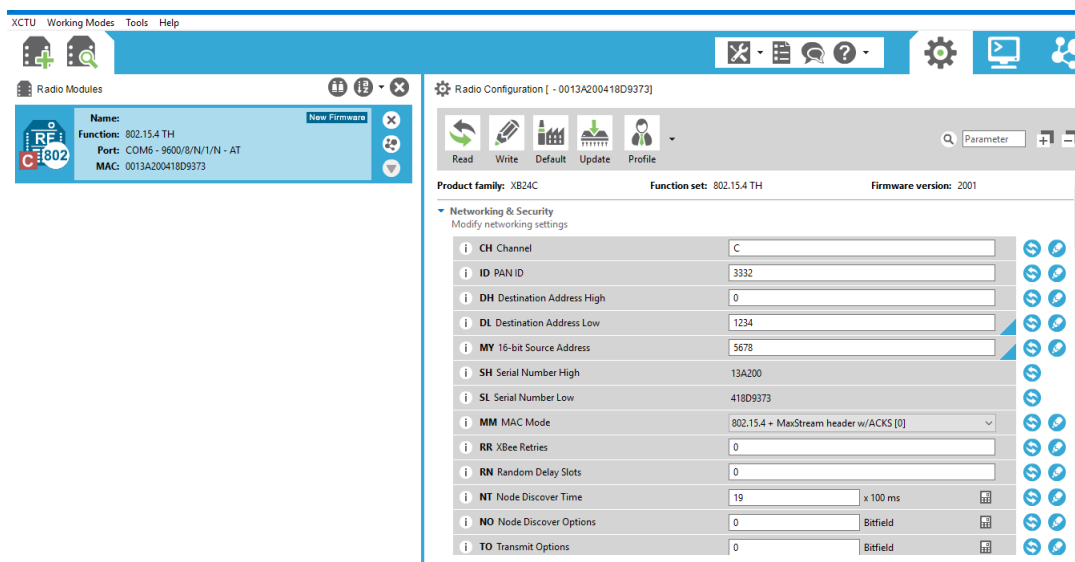 XCTU Working Modes Tools Help
Radio Modules
Radio Configuration [ - 0013A200418D9373]
Name:
New Firmware
Function: 802.15.4 TH
Port: COM6 - 9600/8/N/1/N - AT
MAC: 0013A200418D9373
RF
C 802
Read Write Default Update Profile
Parameter
Product family: XB24C Function set: 802.15.4 TH Firmware version: 2001
Networking & Security
Modify networking settings
i CH Channel C
i ID PAN ID 3332
i DH Destination Address High 0
i DL Destination Address Low 1234
i MY 16-bit Source Address 5678
i SH Serial Number High 13A200
i SL Serial Number Low 418D9373
i MM MAC Mode 802.15.4 + MaxStream header w/ACKS [0]
i RR XBee Retries 0
i RN Random Delay Slots 0
i NT Node Discover Time 19 x 100 ms
i NO Node Discover Options 0 Bitfield
i TO Transmit Options 0 Bitfield